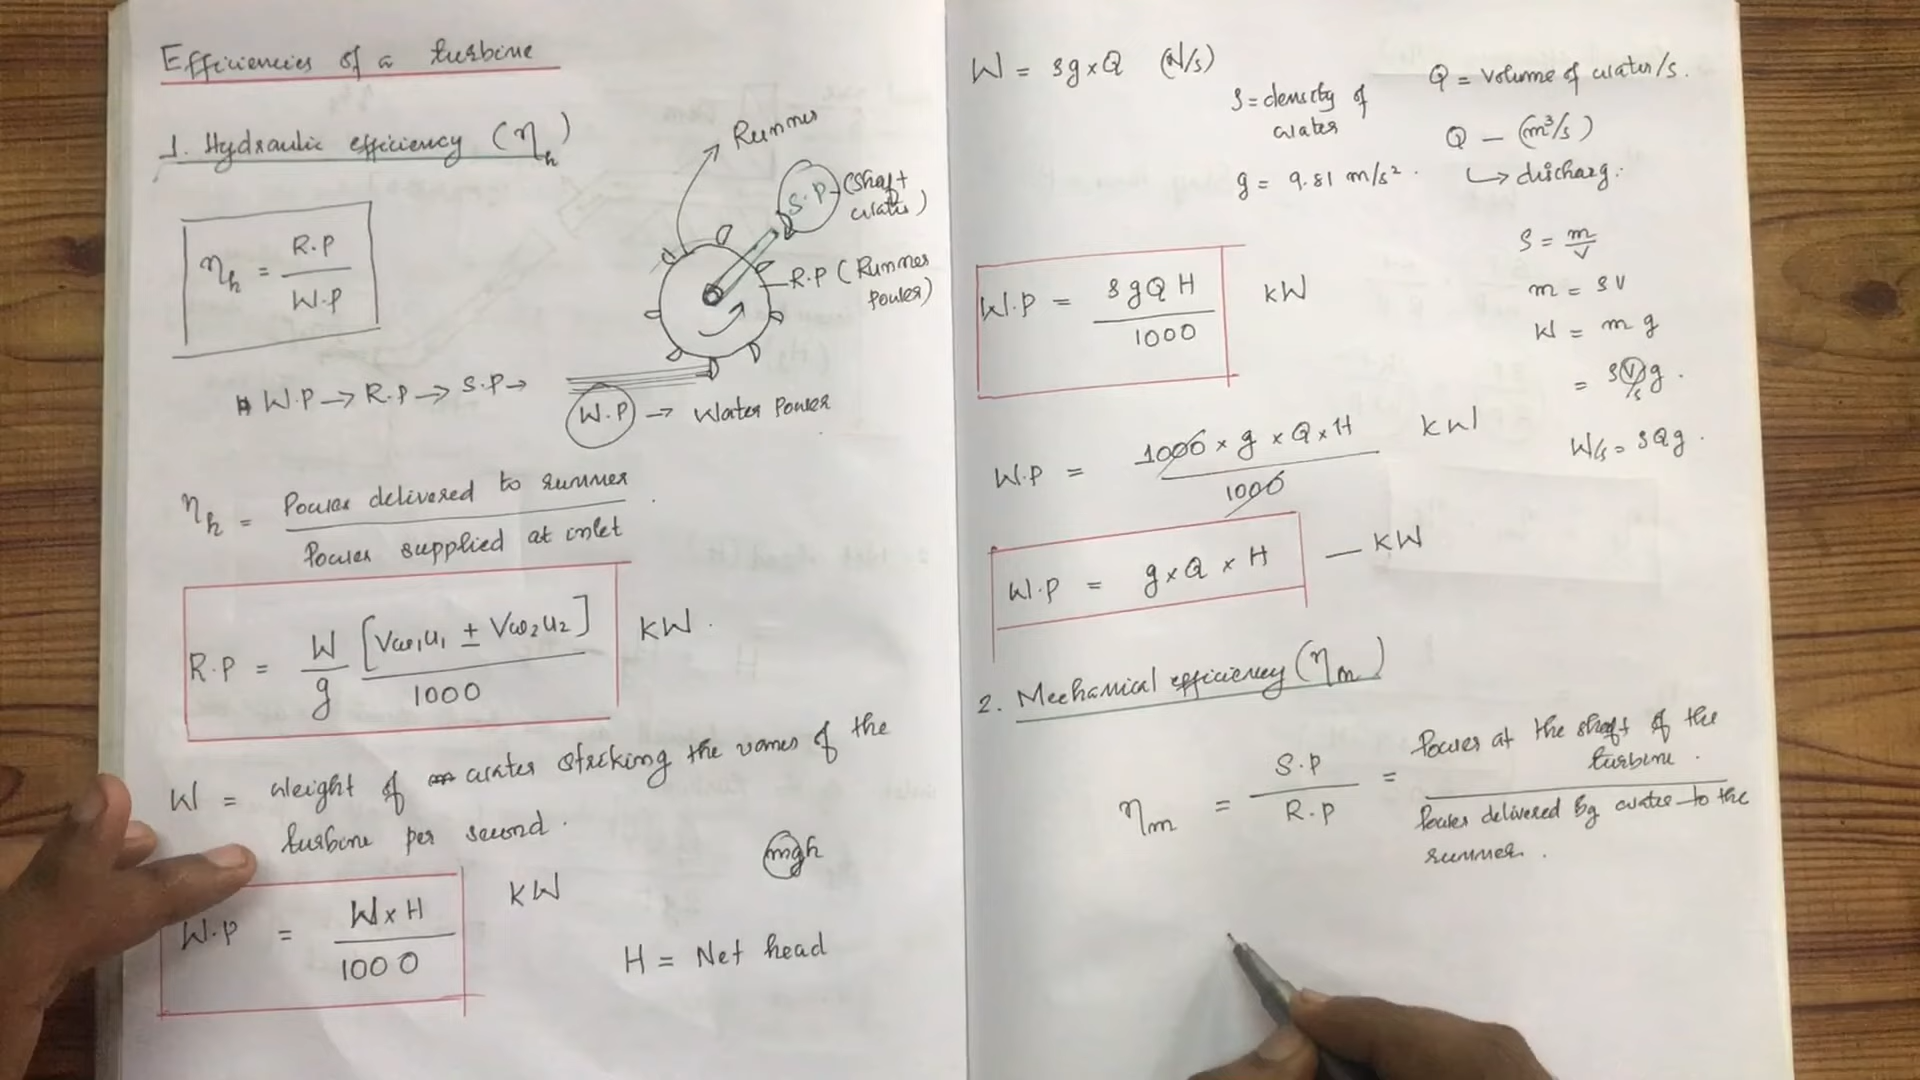 Efficiencies of a turbine
1. Hydraulic efficiency (ηh)
ηh = R.P / W.P
Runner
S.P - (Shaft
R.P (Runner
Power)
W.P → R.P → S.P →
W.P → Water Power
ηh = Power delivered to runner / Power supplied at inlet
R.P = W/g [Vw1u1 ± Vw2u2] / 1000 KW.
W = weight of water striking the vanes of the
turbine per second.
mgh
W.P = W x H / 1000 KW
H = Net head
W = ρg x Q (N/s)
ρ = density of
water
g = 9.81 m/s².
Q = volume of water/s.
Q – (m³/s)
↳ discharg.
ρ = m/V
m = ρV
W = mg
= ρ(V/s)g.
W/s = ρQg.
W.P = ρgQH / 1000 KW
W.P = 1000 x g x Q x H / 1000 KW
W.P = g x Q x H — KW
2. Mechanical efficiency (ηm)
ηm = S.P / R.P = Power at the shaft of the
turbine.
Power delivered by water to the
runner.